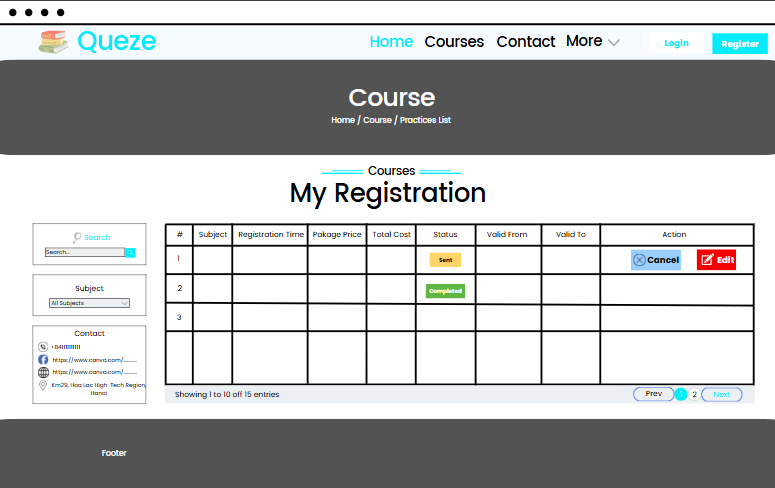 Queze
Home Courses Contact More
Login Register
Course
Home / Course / Practices List
Courses
My Registration
Search
Search...
Subject
All Subjects
Contact
+84111111111
https://www.canva.com/..........
https://www.canva.com/..........
Km29, Hoa Lac High-Tech Region,
Hanoi
# Subject Registration Time Pakage Price Total Cost Status Valid From Valid To Action
1 Sent Cancel Edit
2 Completed
3
Showing 1 to 10 off 15 entries
Prev 1 2 Next
Footer